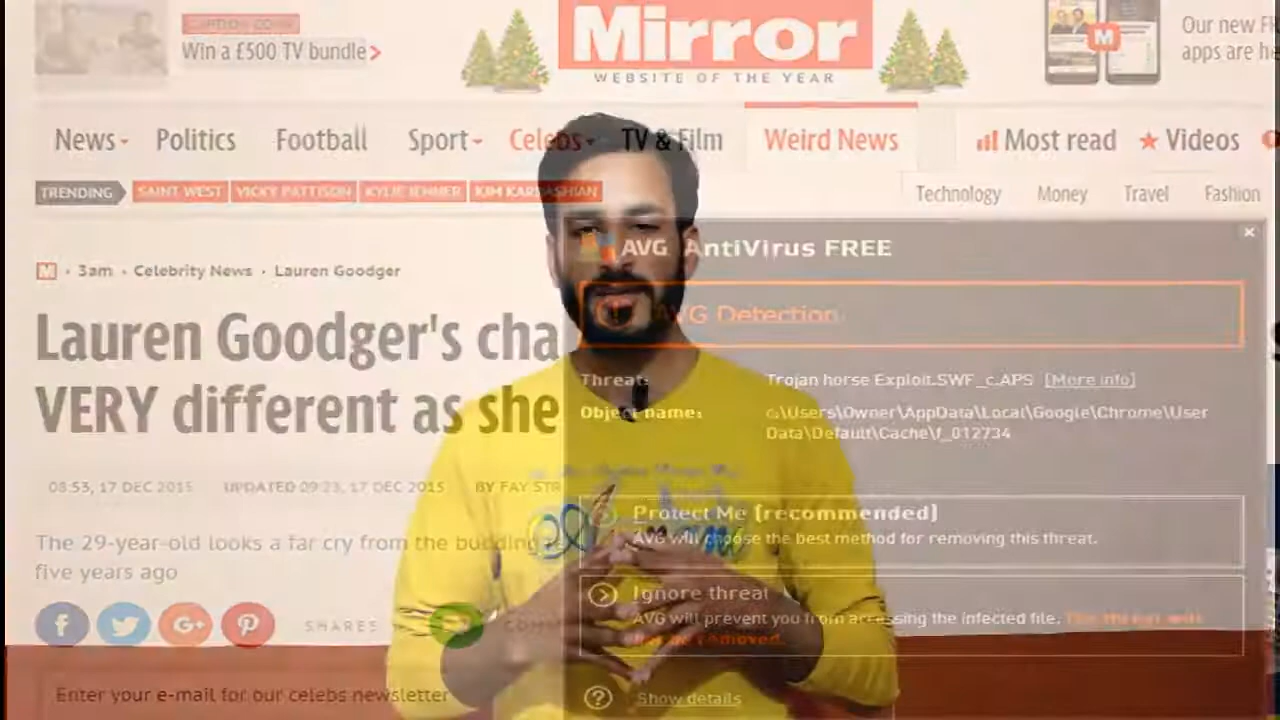 Win a £500 TV bundle >
Mirror
WEBSITE OF THE YEAR
M
Our new
apps are
News Politics Football Sport Celebs TV & Film Weird News Most read Videos
TRENDING SAINT WEST VICKY PATTISON KYLIE JENNER KIM KARDASHIAN
Technology Money Travel Fashion
M • 3am • Celebrity News • Lauren Goodger
Lauren Goodger's cha
VERY different as she
08:53, 17 DEC 2015 UPDATED 09:23, 17 DEC 2015 BY FAY STR
The 29-year-old looks a far cry from the budding
five years ago
SHARES
Enter your e-mail for our celebs newsletter
AVG AntiVirus FREE
AVG Detection
Threat: Trojan horse Exploit.SWF_c.APS [More info]
Object name: c:\Users\Owner\AppData\Local\Google\Chrome\User
Data\Default\Cache\f_012734
Protect Me (recommended)
AVG will choose the best method for removing this threat.
Ignore threat
AVG will prevent you from accessing the infected file. The threat will
not be removed.
Show details